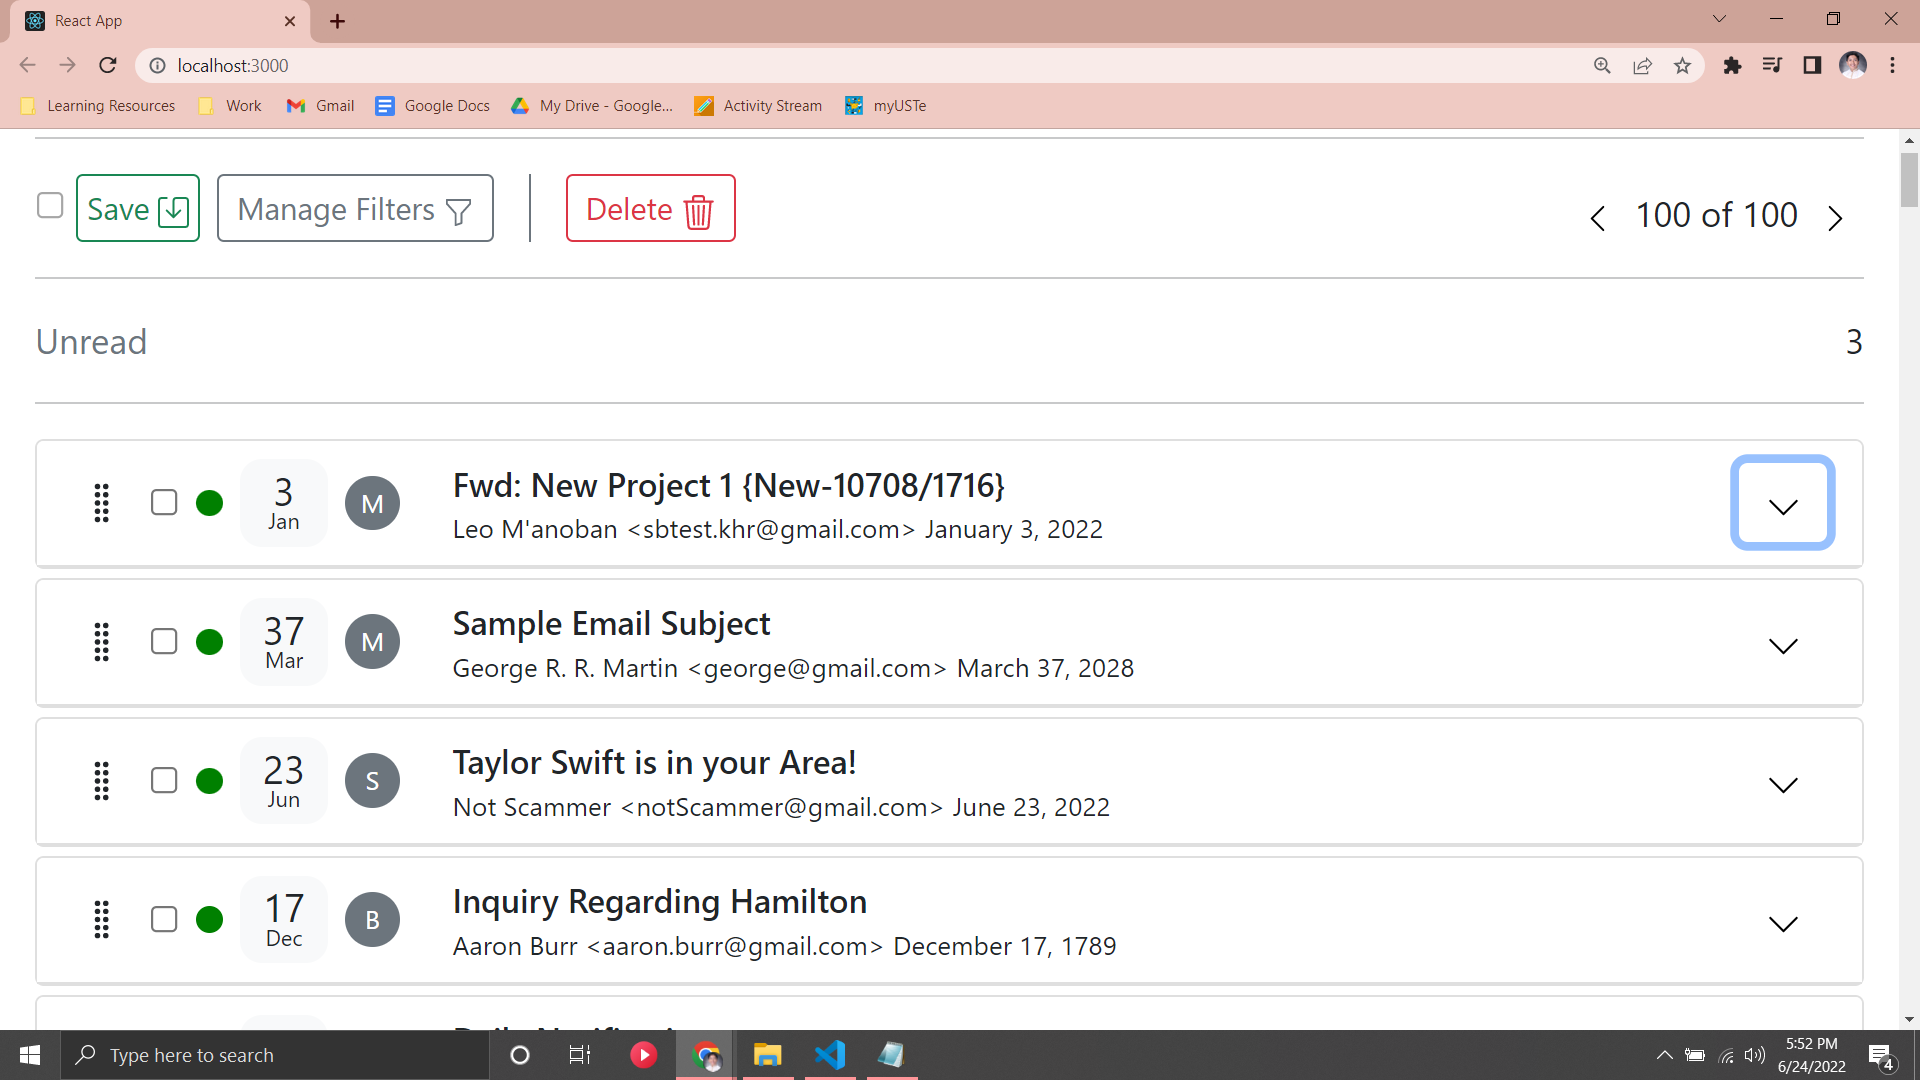 React App
localhost:3000
Learning Resources Work Gmail Google Docs My Drive - Google... Activity Stream myUSTe
Save Manage Filters Delete 100 of 100
Unread 3
3 Jan M Fwd: New Project 1 {New-10708/1716}
Leo M'anoban <sbtest.khr@gmail.com> January 3, 2022
37 Mar M Sample Email Subject
George R. R. Martin <george@gmail.com> March 37, 2028
23 Jun S Taylor Swift is in your Area!
Not Scammer <notScammer@gmail.com> June 23, 2022
17 Dec B Inquiry Regarding Hamilton
Aaron Burr <aaron.burr@gmail.com> December 17, 1789
Type here to search
5:52 PM
6/24/2022
4